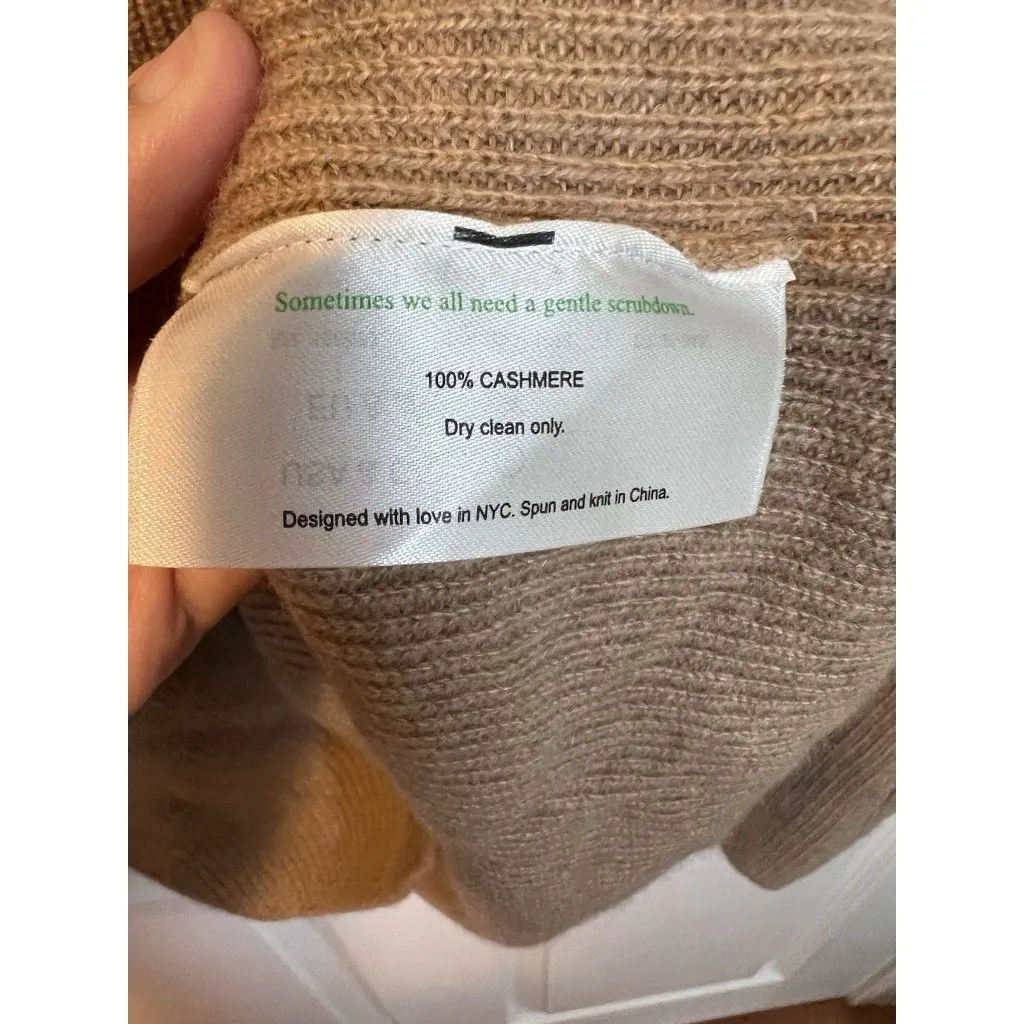 Sometimes we all need a gentle scrubdown.
100% CASHMERE
Dry clean only.
Designed with love in NYC. Spun and knit in China.